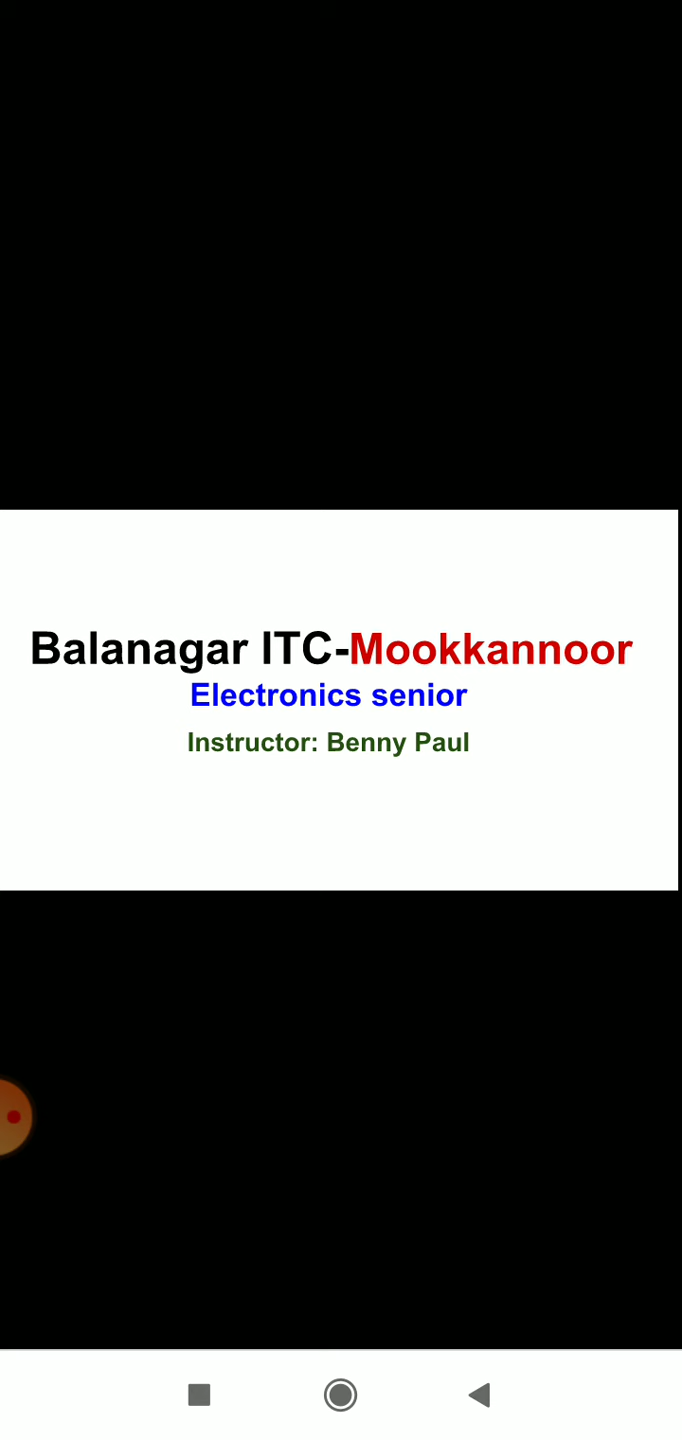 Balanagar ITC-Mookkannoor
Electronics senior
Instructor: Benny Paul